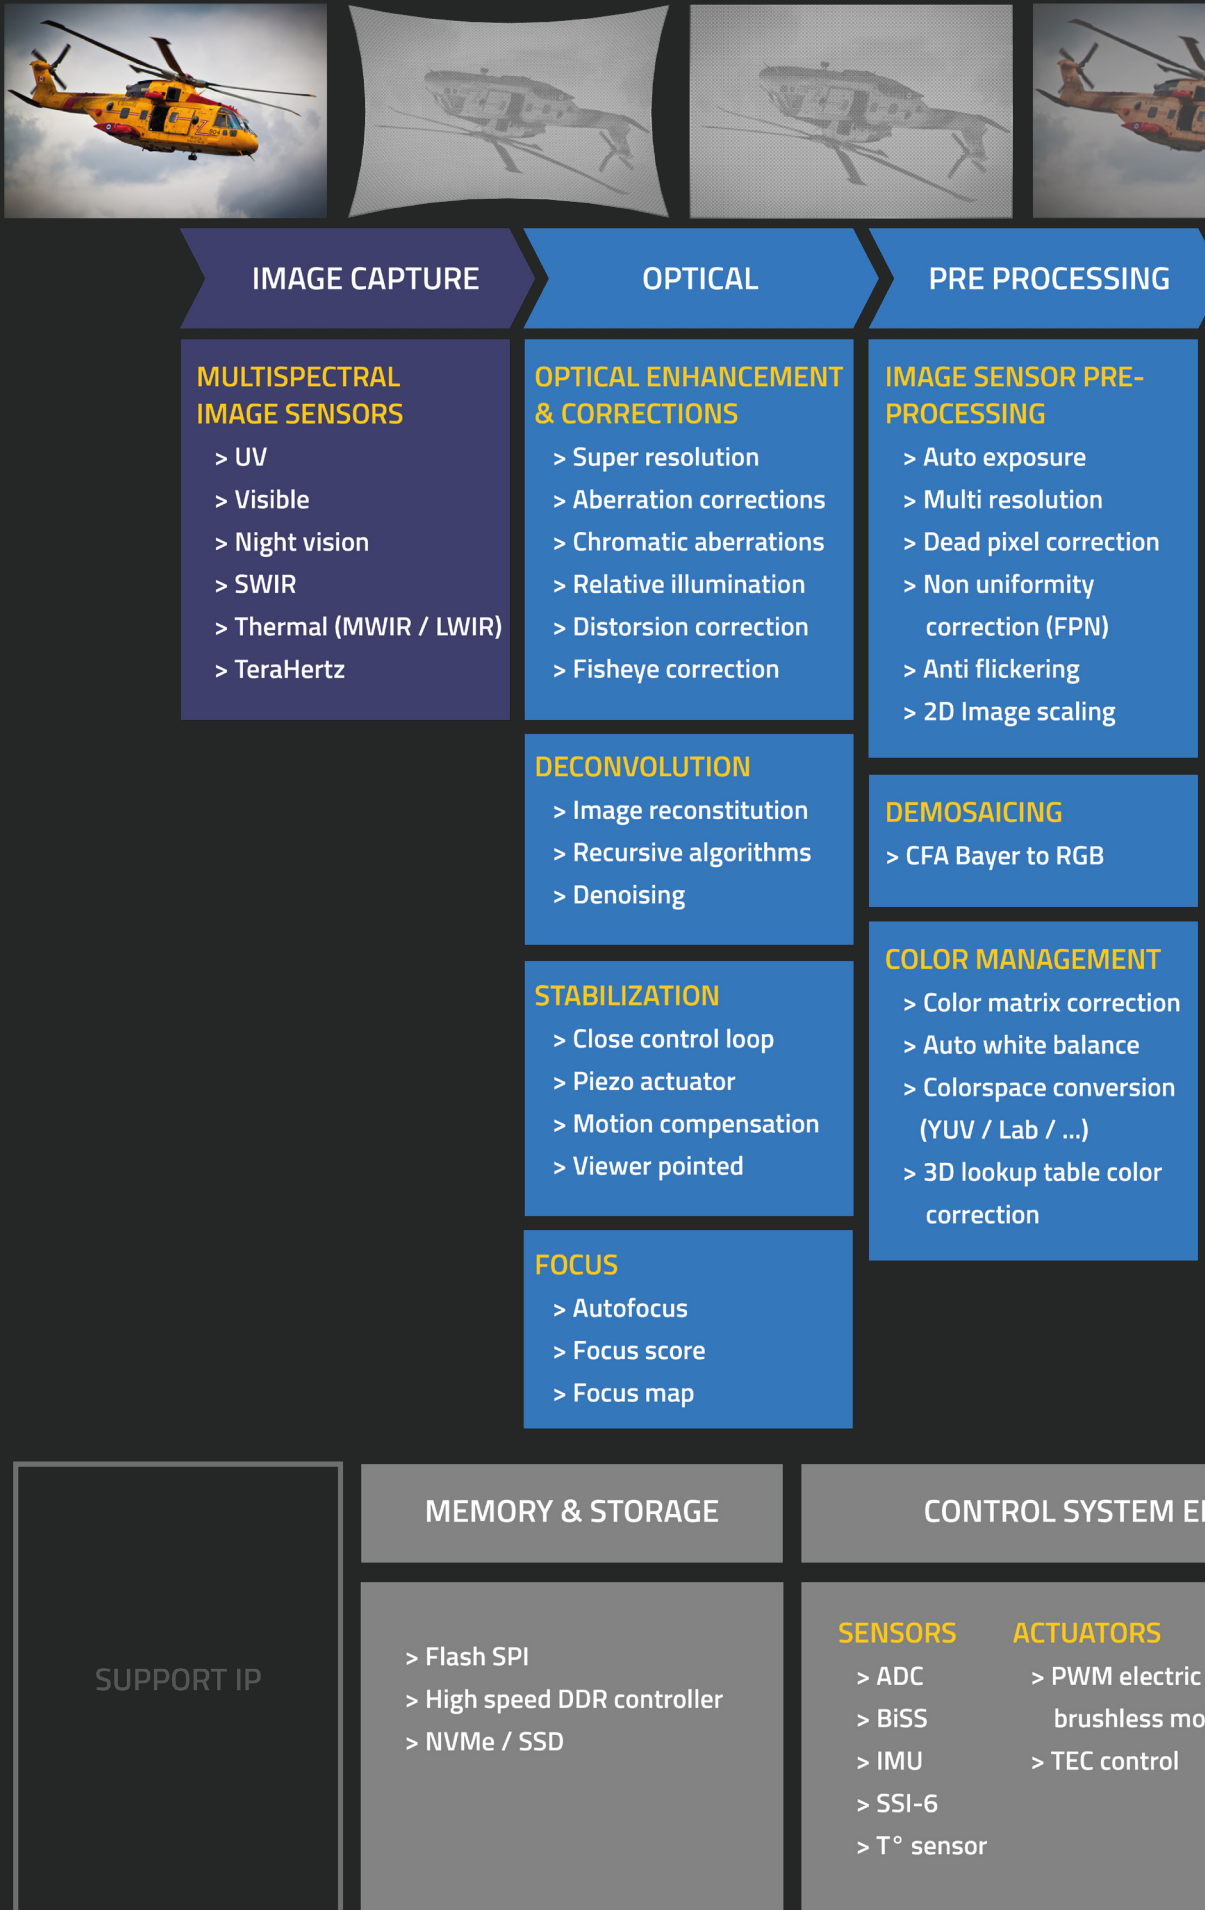 IMAGE CAPTURE
OPTICAL
PRE PROCESSING
MULTISPECTRAL
IMAGE SENSORS
> UV
> Visible
> Night vision
> SWIR
> Thermal (MWIR / LWIR)
> TeraHertz
OPTICAL ENHANCEMENT
& CORRECTIONS
> Super resolution
> Aberration corrections
> Chromatic aberrations
> Relative illumination
> Distorsion correction
> Fisheye correction
DECONVOLUTION
> Image reconstitution
> Recursive algorithms
> Denoising
STABILIZATION
> Close control loop
> Piezo actuator
> Motion compensation
> Viewer pointed
FOCUS
> Autofocus
> Focus score
> Focus map
IMAGE SENSOR PRE-
PROCESSING
> Auto exposure
> Multi resolution
> Dead pixel correction
> Non uniformity
correction (FPN)
> Anti flickering
> 2D Image scaling
DEMOSAICING
> CFA Bayer to RGB
COLOR MANAGEMENT
> Color matrix correction
> Auto white balance
> Colorspace conversion
(YUV / Lab / ...)
> 3D lookup table color
correction
SUPPORT IP
MEMORY & STORAGE
> Flash SPI
> High speed DDR controller
> NVMe / SSD
CONTROL SYSTEM
SENSORS
> ADC
> BiSS
> IMU
> SSI-6
> T° sensor
ACTUATORS
> PWM electric
brushless
> TEC control